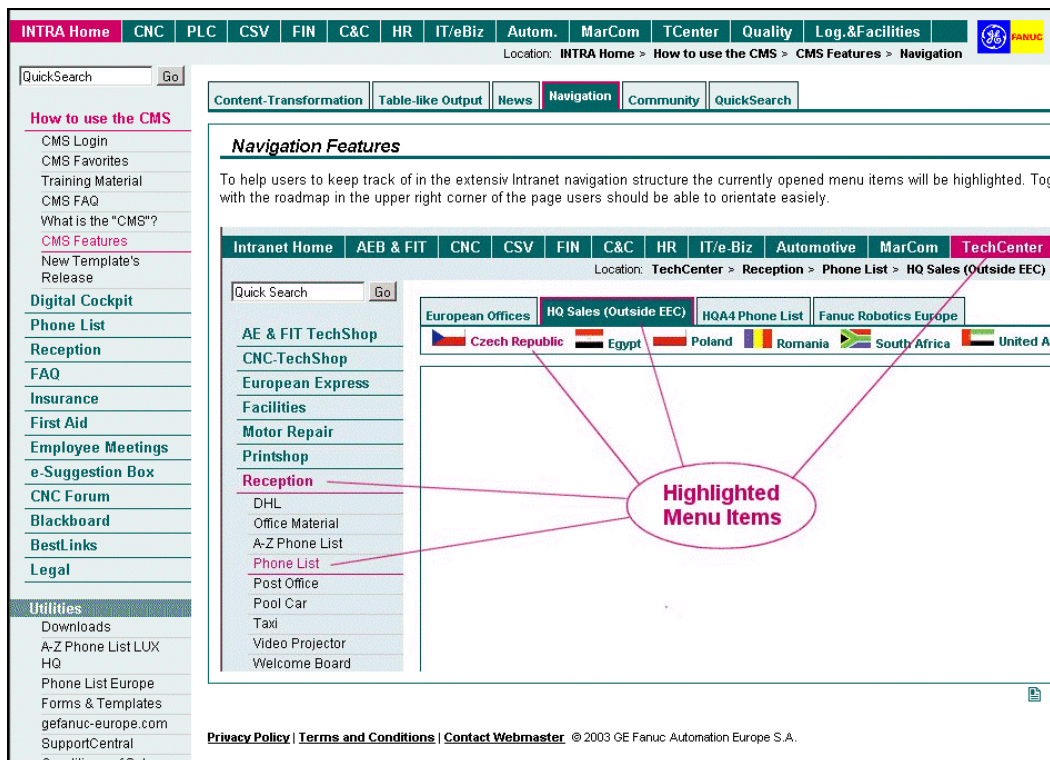 INTRA Home CNC PLC CSV FIN C&C HR IT/eBiz Autom. MarCom TCenter Quality Log.&Facilities
GE FANUC
Location: INTRA Home > How to use the CMS > CMS Features > Navigation
QuickSearch Go
Content-Transformation Table-like Output News Navigation Community QuickSearch
How to use the CMS
CMS Login
CMS Favorites
Training Material
CMS FAQ
What is the "CMS"?
CMS Features
New Template's
Release
Digital Cockpit
Phone List
Reception
FAQ
Insurance
First Aid
Employee Meetings
e-Suggestion Box
CNC Forum
Blackboard
BestLinks
Legal
Utilities
Downloads
A-Z Phone List LUX
HQ
Phone List Europe
Forms & Templates
gefanuc-europe.com
SupportCentral
Navigation Features
To help users to keep track of in the extensiv Intranet navigation structure the currently opened menu items will be highlighted. Tog
with the roadmap in the upper right corner of the page users should be able to orientate easiely.
Intranet Home AEB & FIT CNC CSV FIN C&C HR IT/e-Biz Automotive MarCom TechCenter
Location: TechCenter > Reception > Phone List > HQ Sales (Outside EEC)
Quick Search Go
European Offices HQ Sales (Outside EEC) HQA4 Phone List Fanuc Robotics Europe
Czech Republic Egypt Poland Romania South Africa United A
AE & FIT TechShop
CNC-TechShop
European Express
Facilities
Motor Repair
Printshop
Reception
DHL
Office Material
A-Z Phone List
Phone List
Post Office
Pool Car
Taxi
Video Projector
Welcome Board
Highlighted
Menu Items
Privacy Policy | Terms and Conditions | Contact Webmaster © 2003 GE Fanuc Automation Europe S.A.